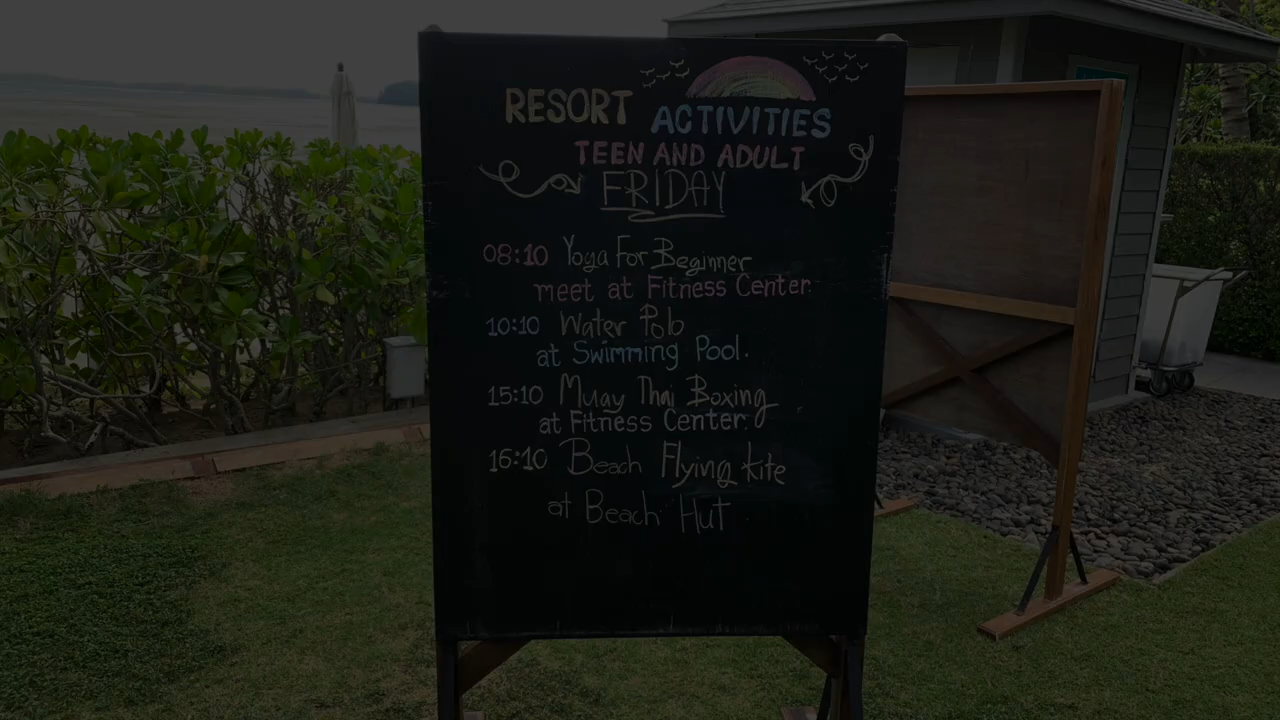 RESORT ACTIVITIES
TEEN AND ADULT
FRIDAY
08:10 Yoga For Beginner
meet at Fitness Center
10:10 Water Polo
at Swimming Pool.
15:10 Muay Thai Boxing
at Fitness Center.
16:10 Beach Flying kite
at Beach Hut